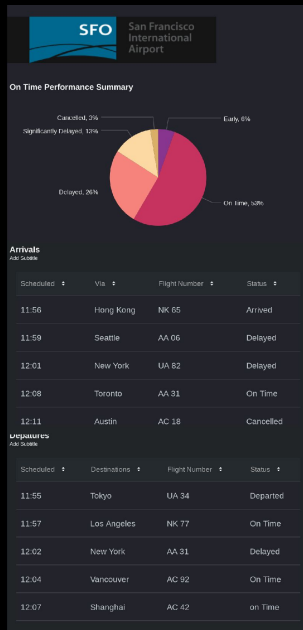 SFO
San Francisco
International
Airport
On Time Performance Summary
Cancelled, 3%
Early, 6%
Significantly Delayed, 13%
Delayed, 26%
On Time, 53%
Arrivals
Add Subtitle
Scheduled Via Flight Number Status
11:56 Hong Kong NK 65 Arrived
11:59 Seattle AA 06 Delayed
12:01 New York UA 82 Delayed
12:08 Toronto AA 31 On Time
12:11 Austin AC 18 Cancelled
Depatures
Add Subtitle
Scheduled Destinations Flight Number Status
11:55 Tokyo UA 34 Departed
11:57 Los Angeles NK 77 On Time
12:02 New York AA 31 Delayed
12:04 Vancouver AC 92 On Time
12:07 Shanghai AC 42 on Time